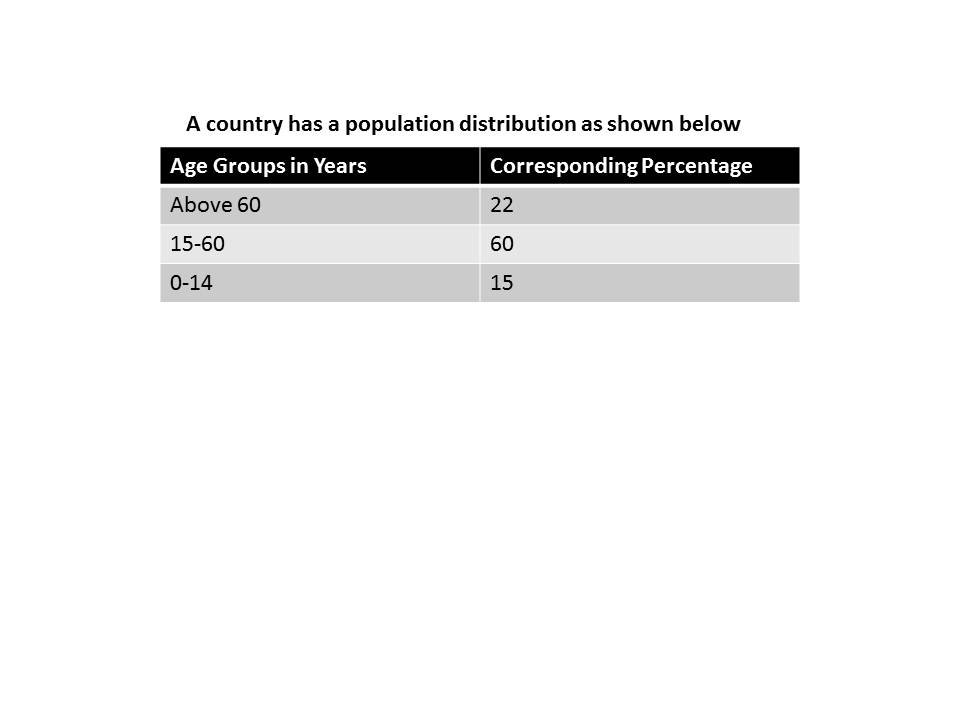 A country has a population distribution as shown below
Age Groups in Years Corresponding Percentage
Above 60 22
15-60 60
0-14 15